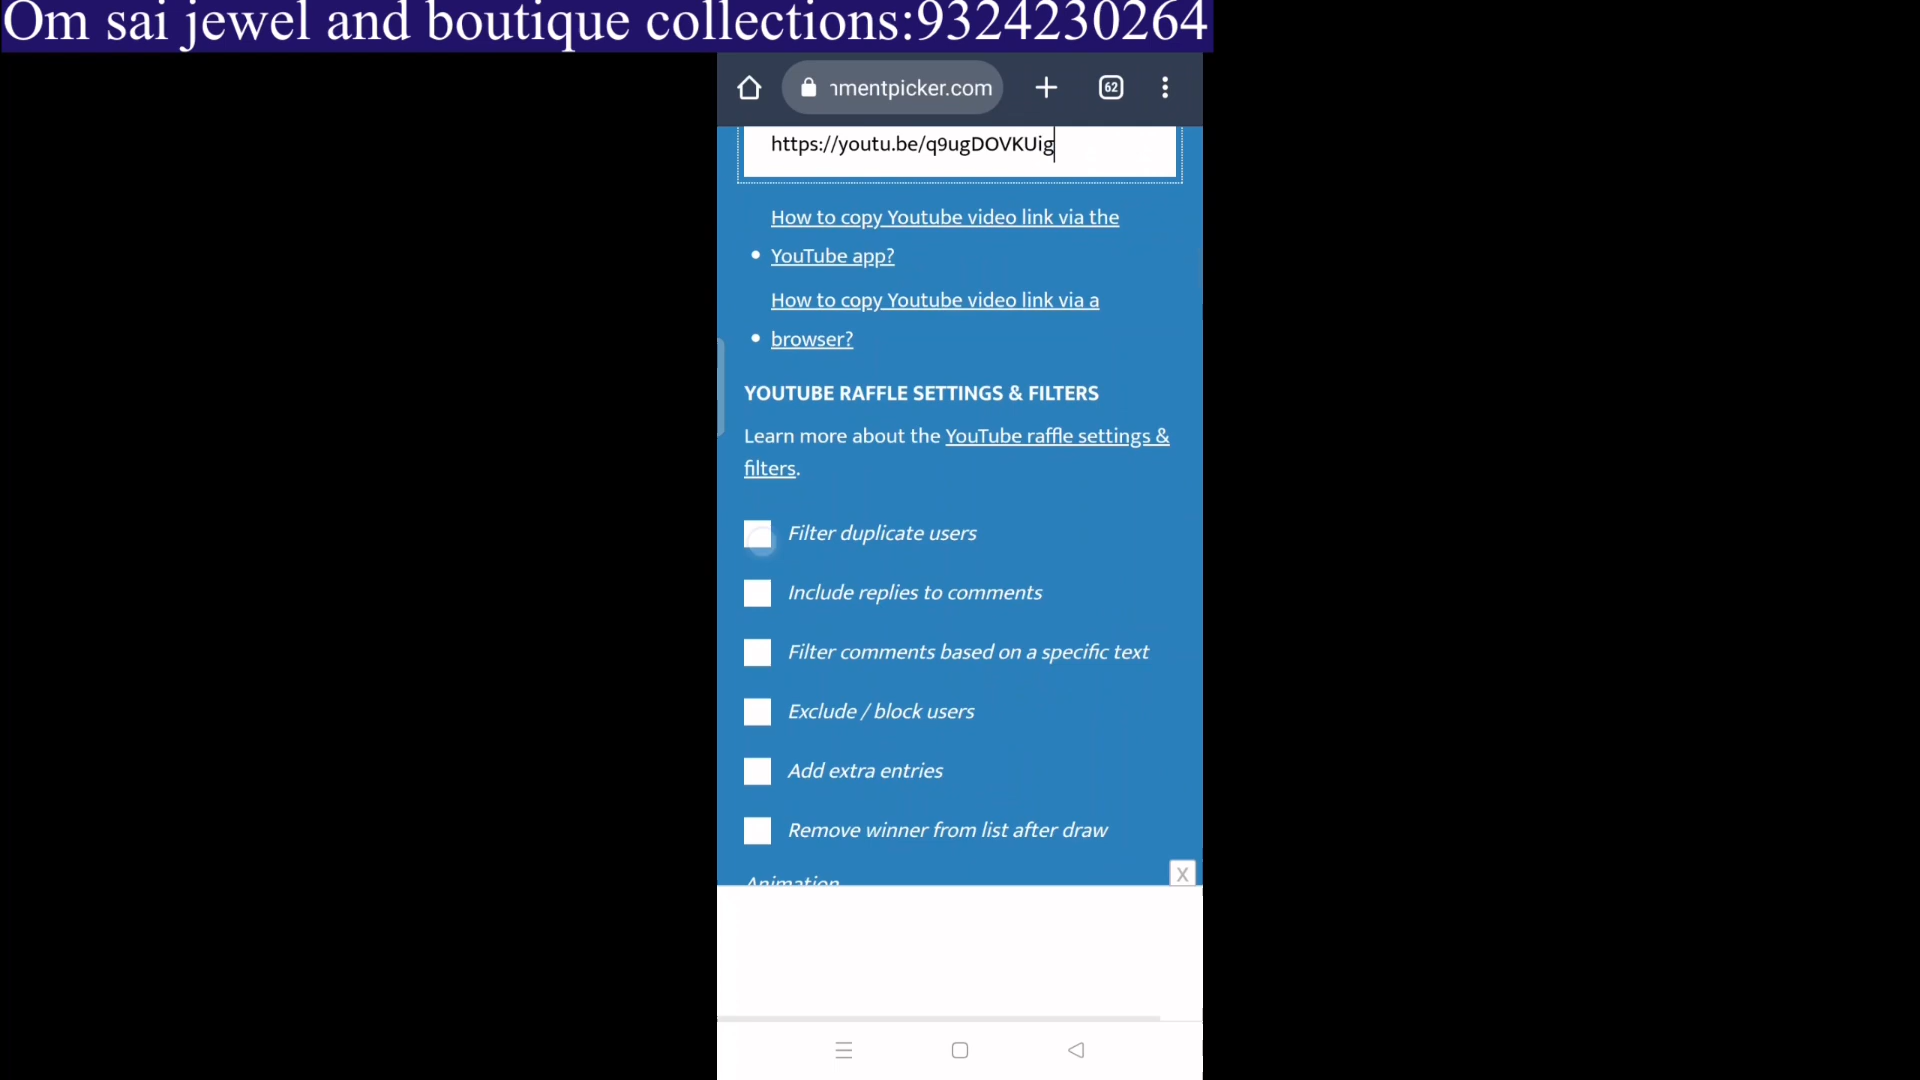 Om sai jewel and boutique collections:9324230264
nmentpicker.com
62
https://youtu.be/q9ugDOVKUig
How to copy Youtube video link via the
• YouTube app?
How to copy Youtube video link via a
• browser?
YOUTUBE RAFFLE SETTINGS & FILTERS
Learn more about the YouTube raffle settings &
filters.
Filter duplicate users
Include replies to comments
Filter comments based on a specific text
Exclude / block users
Add extra entries
Remove winner from list after draw
Animation
X